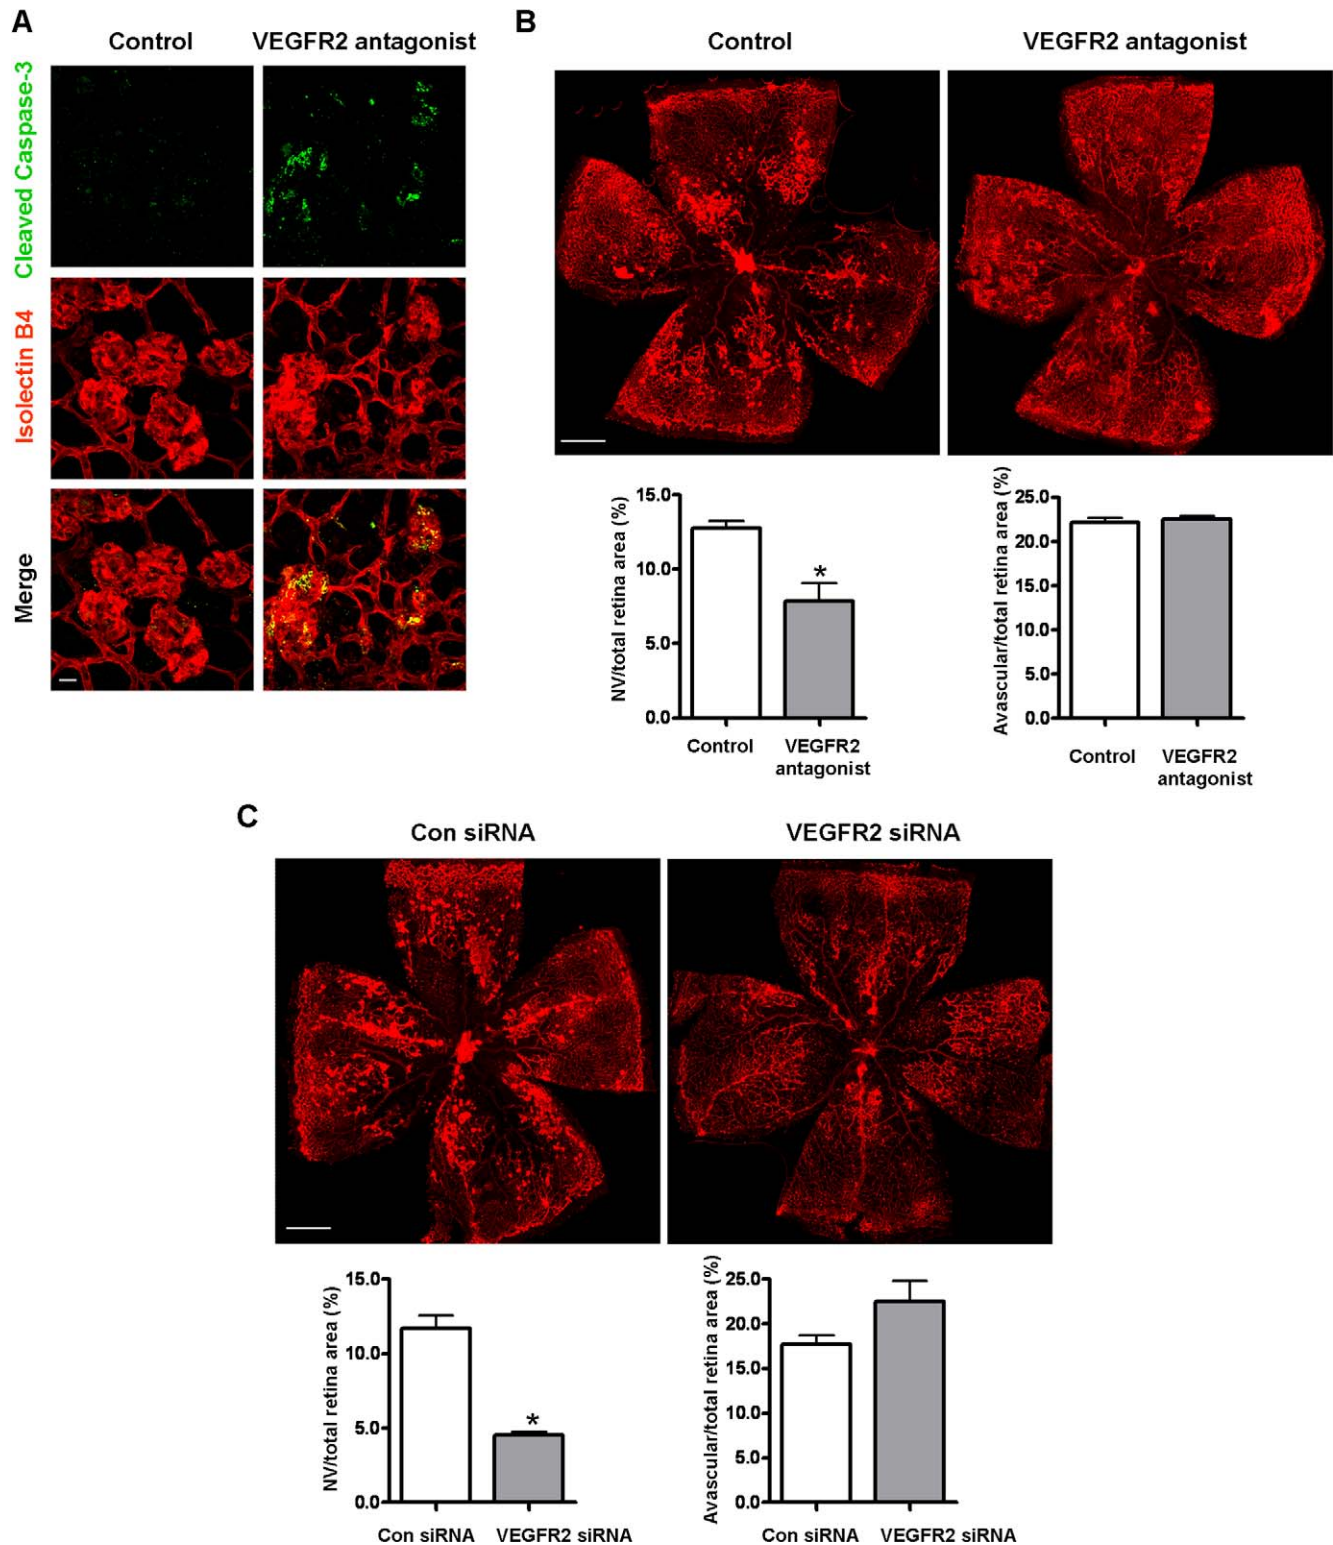 A
Control
VEGFR2 antagonist
Cleaved Caspase-3
Isolectin B4
Merge
B
Control
VEGFR2 antagonist
NV/total retina area (%)
15.0
10.0
5.0
0.0
*
Control
VEGFR2
antagonist
Avascular/total retina area (%)
25.0
20.0
15.0
10.0
5.0
0.0
Control
VEGFR2
antagonist
C
Con siRNA
VEGFR2 siRNA
NV/total retina area (%)
15.0
10.0
5.0
0.0
*
Con siRNA
VEGFR2 siRNA
Avascular/total retina area (%)
25.0
20.0
15.0
10.0
5.0
0.0
Con siRNA
VEGFR2 siRNA